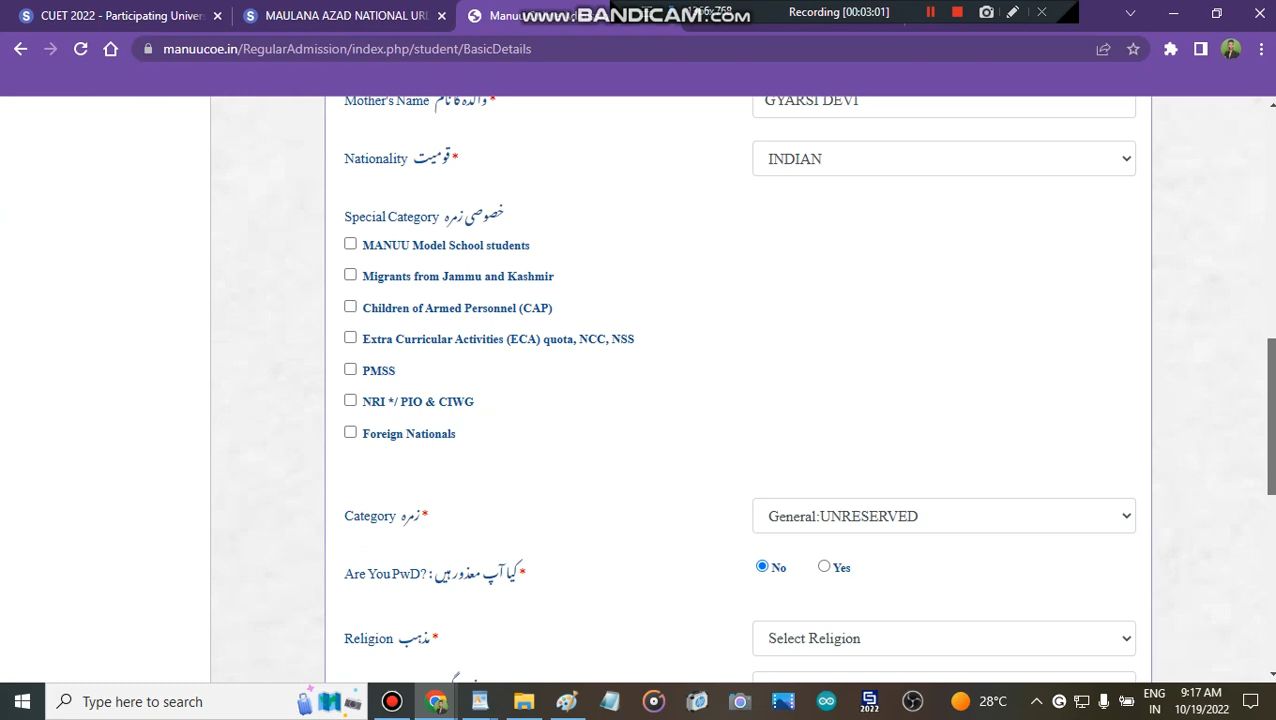 CUET 2022 - Participating Univers
MAULANA AZAD NATIONAL URD
Manu
www.BANDICAM.com
Recording [00:03:01]
manuucoe.in/RegularAdmission/index.php/student/BasicDetails
Mother's Name والدہ کا نام *
GYARSI DEVI
Nationality قومیت *
INDIAN
Special Category خصوصی زمرہ
MANUU Model School students
Migrants from Jammu and Kashmir
Children of Armed Personnel (CAP)
Extra Curricular Activities (ECA) quota, NCC, NSS
PMSS
NRI */ PIO & CIWG
Foreign Nationals
Category زمرہ *
General:UNRESERVED
Are You PwD? : کیا آپ معذور ہیں *
No
Yes
Religion مذہب *
Select Religion
Type here to search
2022
28°C
ENG
IN
9:17 AM
10/19/2022